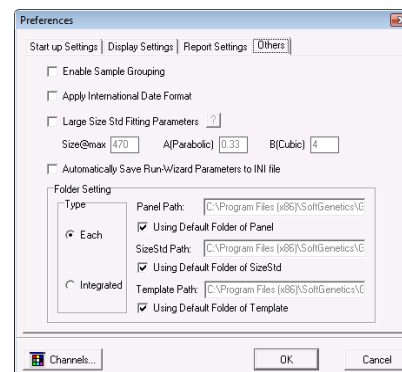 Preferences
Start up Settings Display Settings Report Settings Others
Enable Sample Grouping
Apply International Date Format
Large Size Std Fitting Parameters ?
Size@max 470 A(Parabolic) 0.33 B(Cubic) 4
Automatically Save Run-Wizard Parameters to INI file
Folder Setting
Type
Each
Integrated
Panel Path: C:\Program Files (x86)\SoftGenetics\G
Using Default Folder of Panel
SizeStd Path: C:\Program Files (x86)\SoftGenetics\G
Using Default Folder of SizeStd
Template Path: C:\Program Files (x86)\SoftGenetics\G
Using Default Folder of Template
Channels... OK Cancel